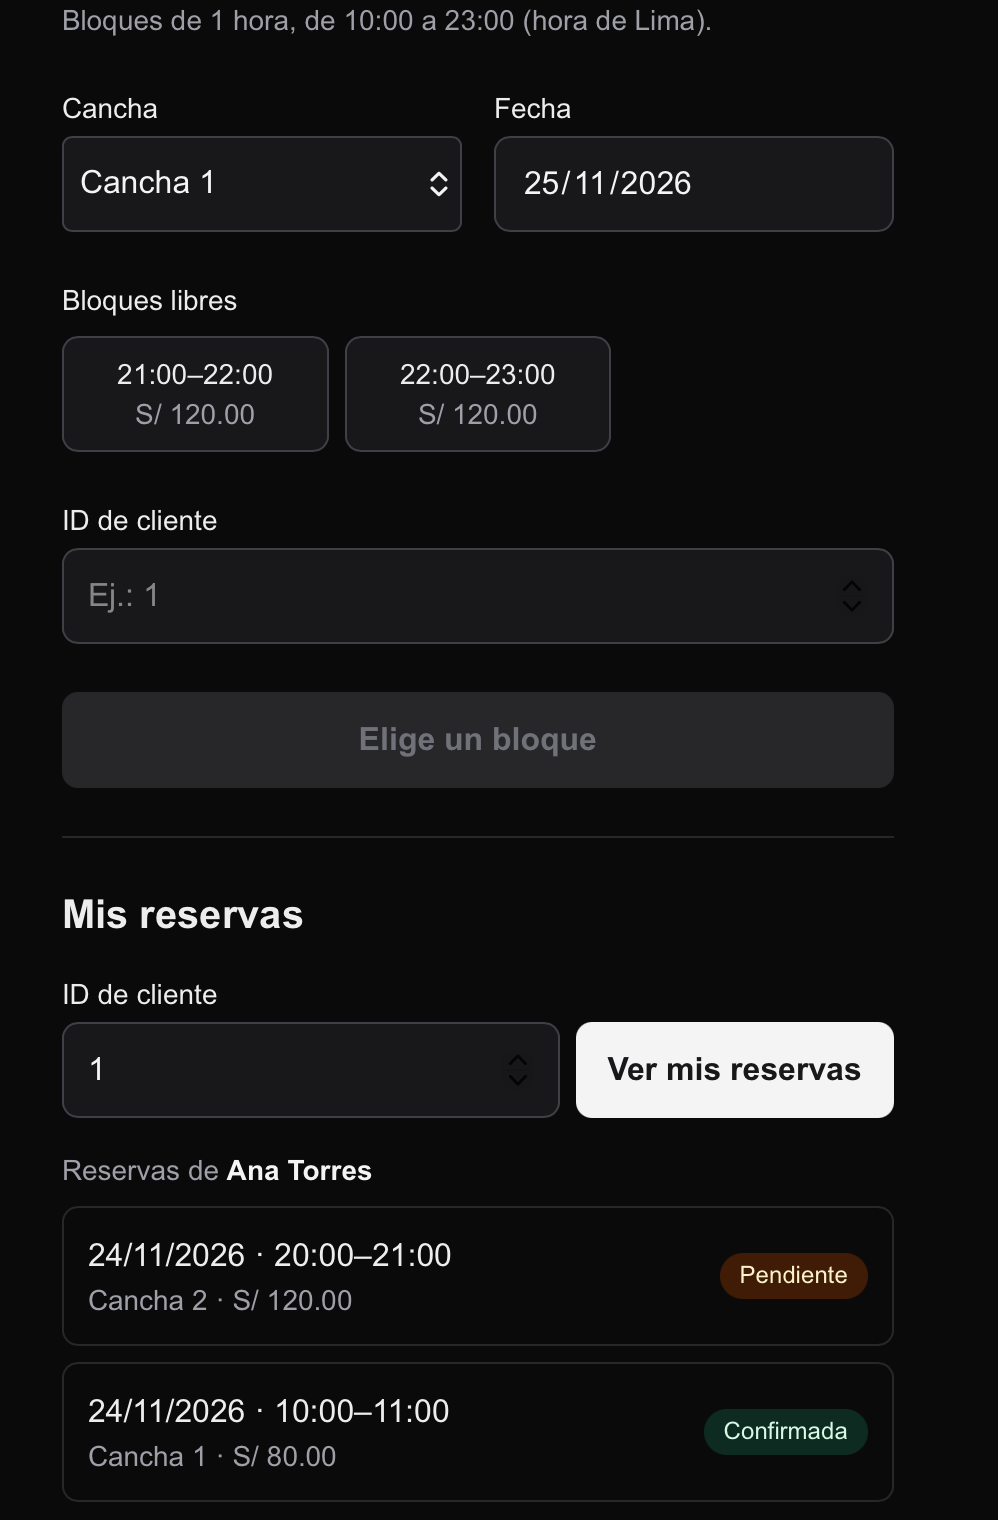 Bloques de 1 hora, de 10:00 a 23:00 (hora de Lima).
Cancha
Fecha
Cancha 1
25/11/2026
Bloques libres
21:00–22:00
S/ 120.00
22:00–23:00
S/ 120.00
ID de cliente
Ej.: 1
Elige un bloque
Mis reservas
ID de cliente
1
Ver mis reservas
Reservas de Ana Torres
24/11/2026 · 20:00–21:00
Cancha 2 · S/ 120.00
Pendiente
24/11/2026 · 10:00–11:00
Cancha 1 · S/ 80.00
Confirmada